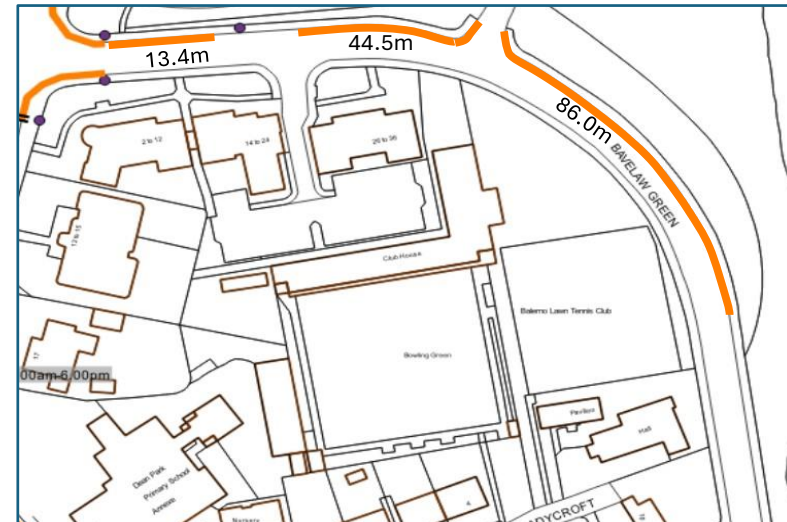 13.4m
44.5m
86.0m
BAVELAW GREEN
2 to 12
14 to 24
26 to 36
Club House
13 to 15
Balerno Lawn Tennis Club
Bowling Green
17
00am-6.00pm
Pavilion
Hall
Dean Park
Primary School
Annexe
Nursery
4
DYCROFT